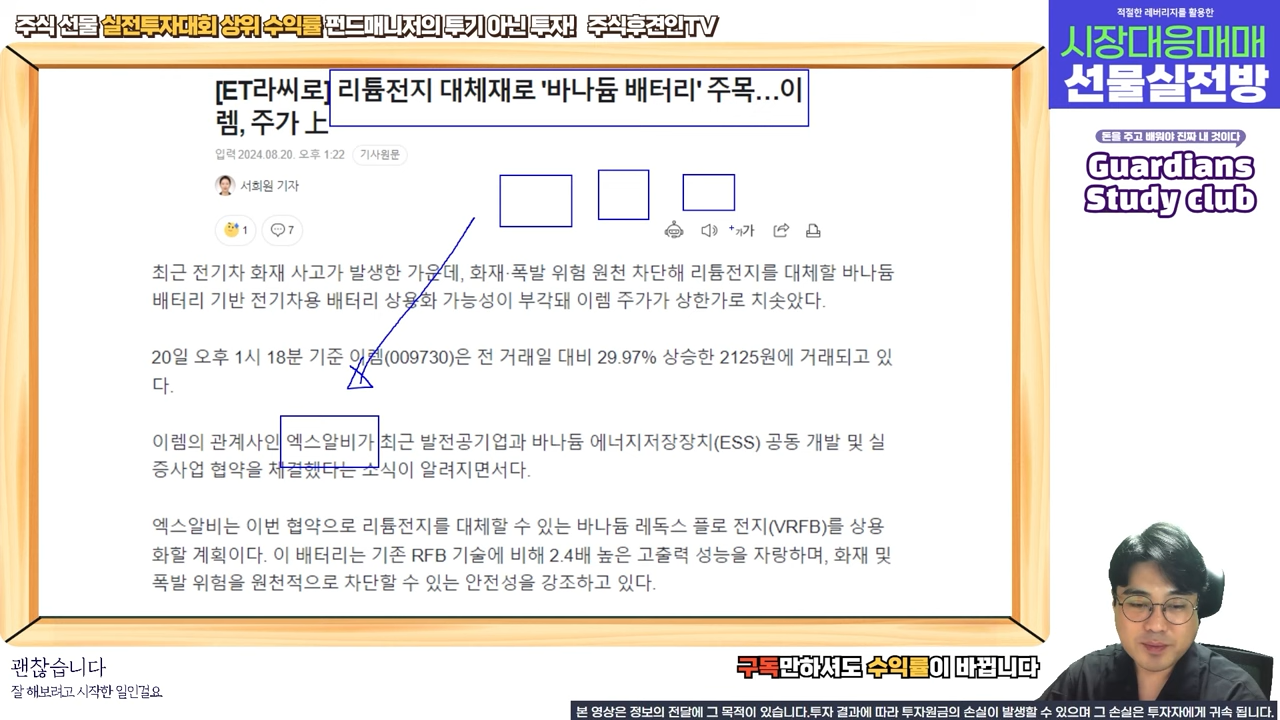 주식 선물 실전투자대회 상위 수익률 펀드매니저의 투기 아닌 투자! 주식후견인TV
적절한 레버리지를 활용한
시장대응매매
선물실전방
돈을 주고 배워야 진짜 내 것이다
Guardians
Study club
[ET라씨로] 리튬전지 대체재로 '바나듐 배터리' 주목…이
렘, 주가 上
입력 2024.08.20. 오후 1:22 기사원문
서희원 기자
1 7
가가
최근 전기차 화재 사고가 발생한 가운데, 화재·폭발 위험 원천 차단해 리튬전지를 대체할 바나듐
배터리 기반 전기차용 배터리 상용화 가능성이 부각돼 이렘 주가가 상한가로 치솟았다.
20일 오후 1시 18분 기준 이렘(009730)은 전 거래일 대비 29.97% 상승한 2125원에 거래되고 있
다.
이렘의 관계사인 엑스알비가 최근 발전공기업과 바나듐 에너지저장장치(ESS) 공동 개발 및 실
증사업 협약을 체결했다는 소식이 알려지면서다.
엑스알비는 이번 협약으로 리튬전지를 대체할 수 있는 바나듐 레독스 플로 전지(VRFB)를 상용
화할 계획이다. 이 배터리는 기존 RFB 기술에 비해 2.4배 높은 고출력 성능을 자랑하며, 화재 및
폭발 위험을 원천적으로 차단할 수 있는 안전성을 강조하고 있다.
괜찮습니다
잘 해보려고 시작한 일인걸요
구독만하셔도 수익률이 바뀝니다
본 영상은 정보의 전달에 그 목적이 있습니다.투자 결과에 따라 투자원금의 손실이 발생할 수 있으며 그 손실은 투자자에게 귀속 됩니다.